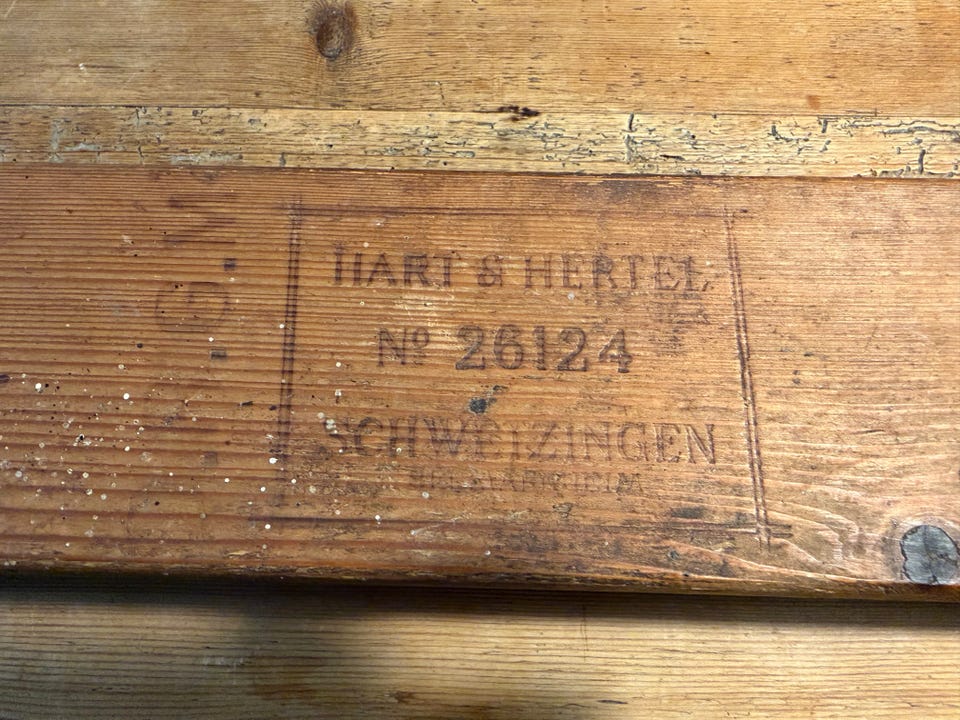 HART & HERTEL
Nº 26124
SCHWETZINGEN